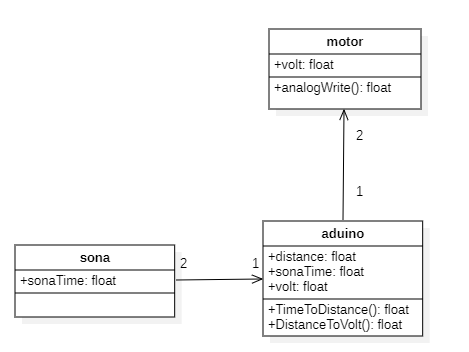 motor
+volt: float
+analogWrite(): float
2
1
aduino
+distance: float
+sonaTime: float
+volt: float
+TimeToDistance(): float
+DistanceToVolt(): float
sona
+sonaTime: float
2
1